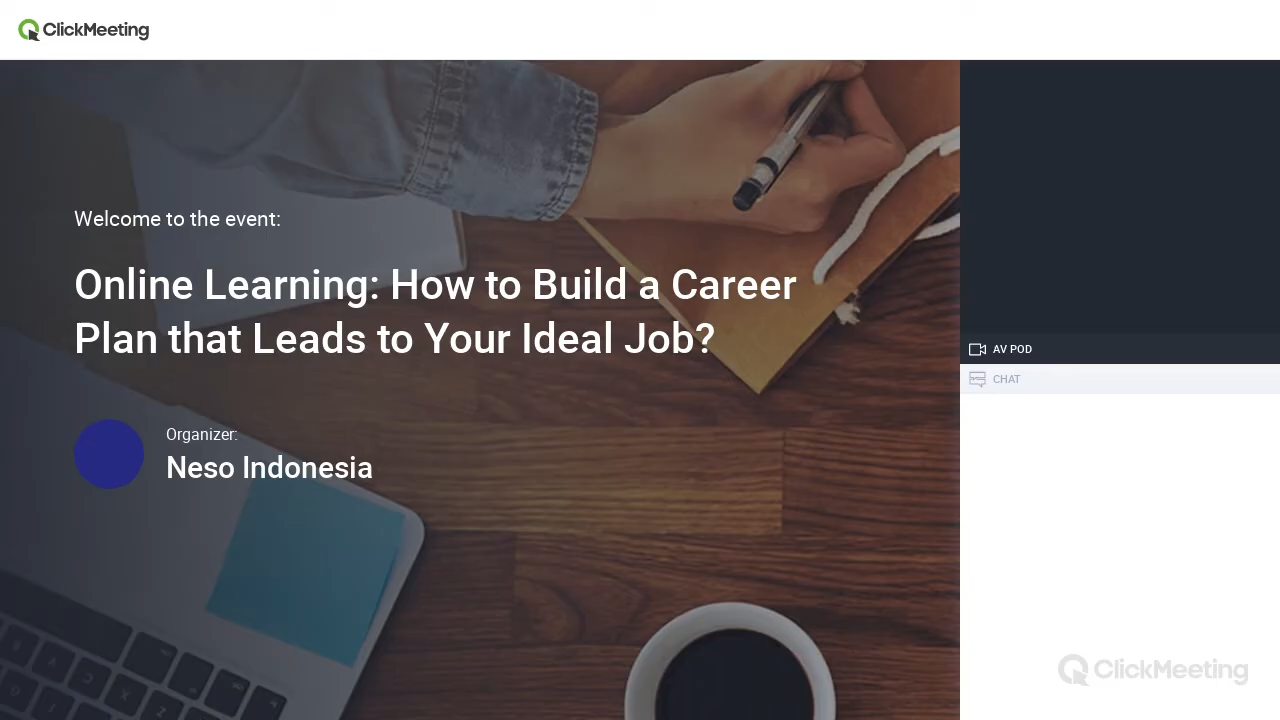 ClickMeeting
Welcome to the event:
Online Learning: How to Build a Career
Plan that Leads to Your Ideal Job?
Organizer:
Neso Indonesia
AV POD
CHAT
ClickMeeting